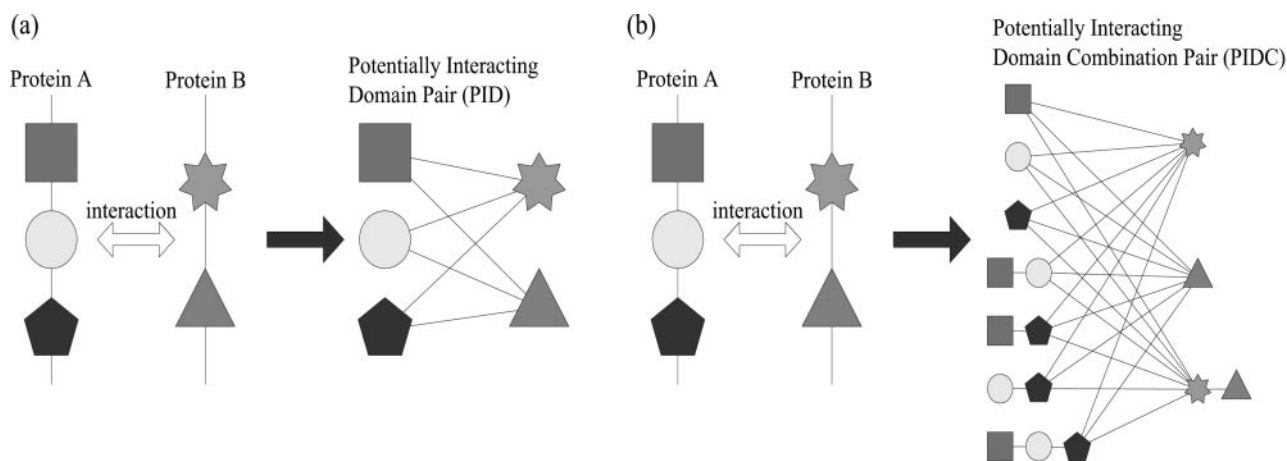 (a)
Protein A
Protein B
interaction
Potentially Interacting
Domain Pair (PID)
(b)
Protein A
Protein B
interaction
Potentially Interacting
Domain Combination Pair (PIDC)